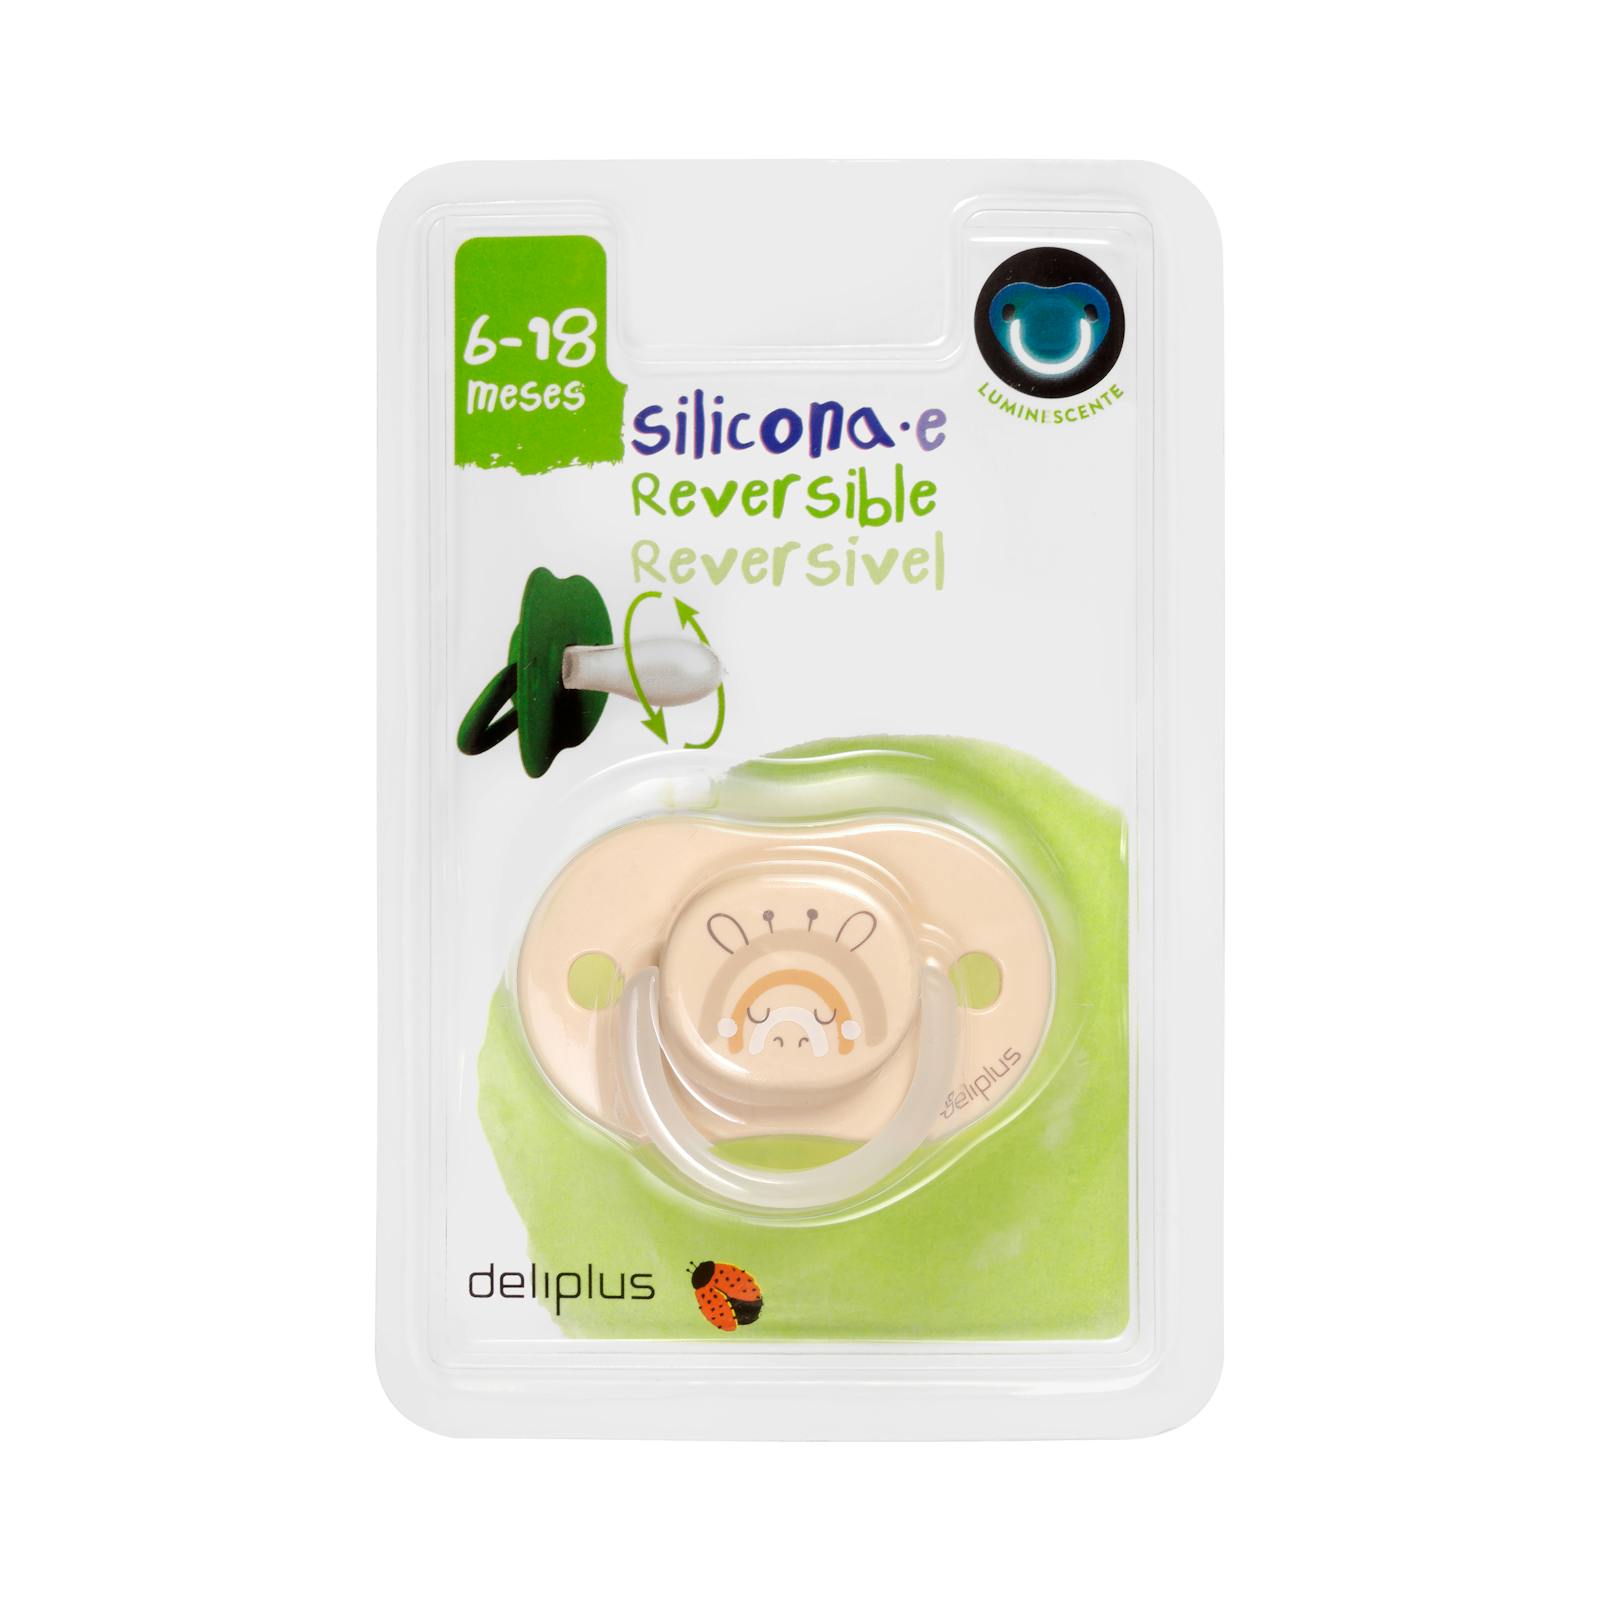 6-18
meses
LUMINESCENTE
silicona·e
Reversible
Reversivel
deliplus
deliplus